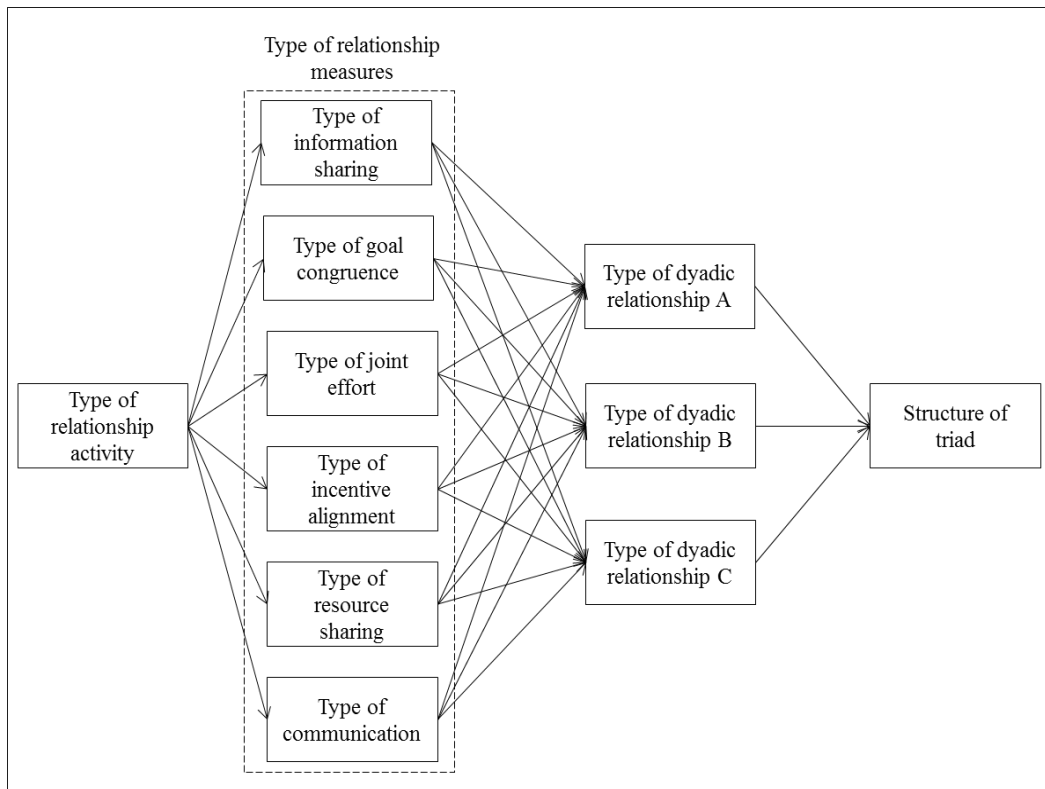 Type of relationship
measures
Type of
information
sharing
Type of goal
congruence
Type of joint
effort
Type of
incentive
alignment
Type of
resource
sharing
Type of
communication
Type of
relationship
activity
Type of dyadic
relationship A
Type of dyadic
relationship B
Type of dyadic
relationship C
Structure of
triad